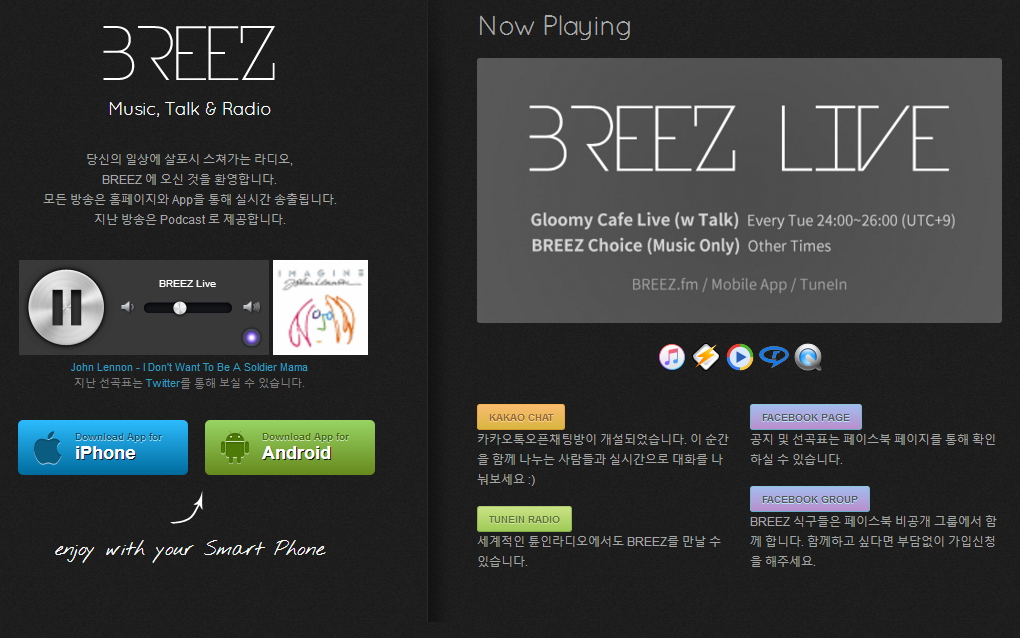 BREEZ
Music, Talk & Radio
당신의 일상에 살포시 스쳐가는 라디오,
BREEZ 에 오신 것을 환영합니다.
모든 방송은 홈페이지와 App을 통해 실시간 송출됩니다.
지난 방송은 Podcast 로 제공합니다.
BREEZ Live
IMAGINE
John Lennon
John Lennon - I Don't Want To Be A Soldier Mama
지난 선곡표는 Twitter를 통해 보실 수 있습니다.
Download App for
iPhone
Download App for
Android
enjoy with your Smart Phone
Now Playing
BREEZ LIVE
Gloomy Cafe Live (w Talk) Every Tue 24:00~26:00 (UTC+9)
BREEZ Choice (Music Only) Other Times
BREEZ.fm / Mobile App / TuneIn
KAKAO CHAT
카카오톡오픈채팅방이 개설되었습니다. 이 순간
을 함께 나누는 사람들과 실시간으로 대화를 나
눠보세요 :)
TUNEIN RADIO
세계적인 튠인라디오에서도 BREEZ를 만날 수
있습니다.
FACEBOOK PAGE
공지 및 선곡표는 페이스북 페이지를 통해 확인
하실 수 있습니다.
FACEBOOK GROUP
BREEZ 식구들은 페이스북 비공개 그룹에서 함
께 합니다. 함께하고 싶다면 부담없이 가입신청
을 해주세요.